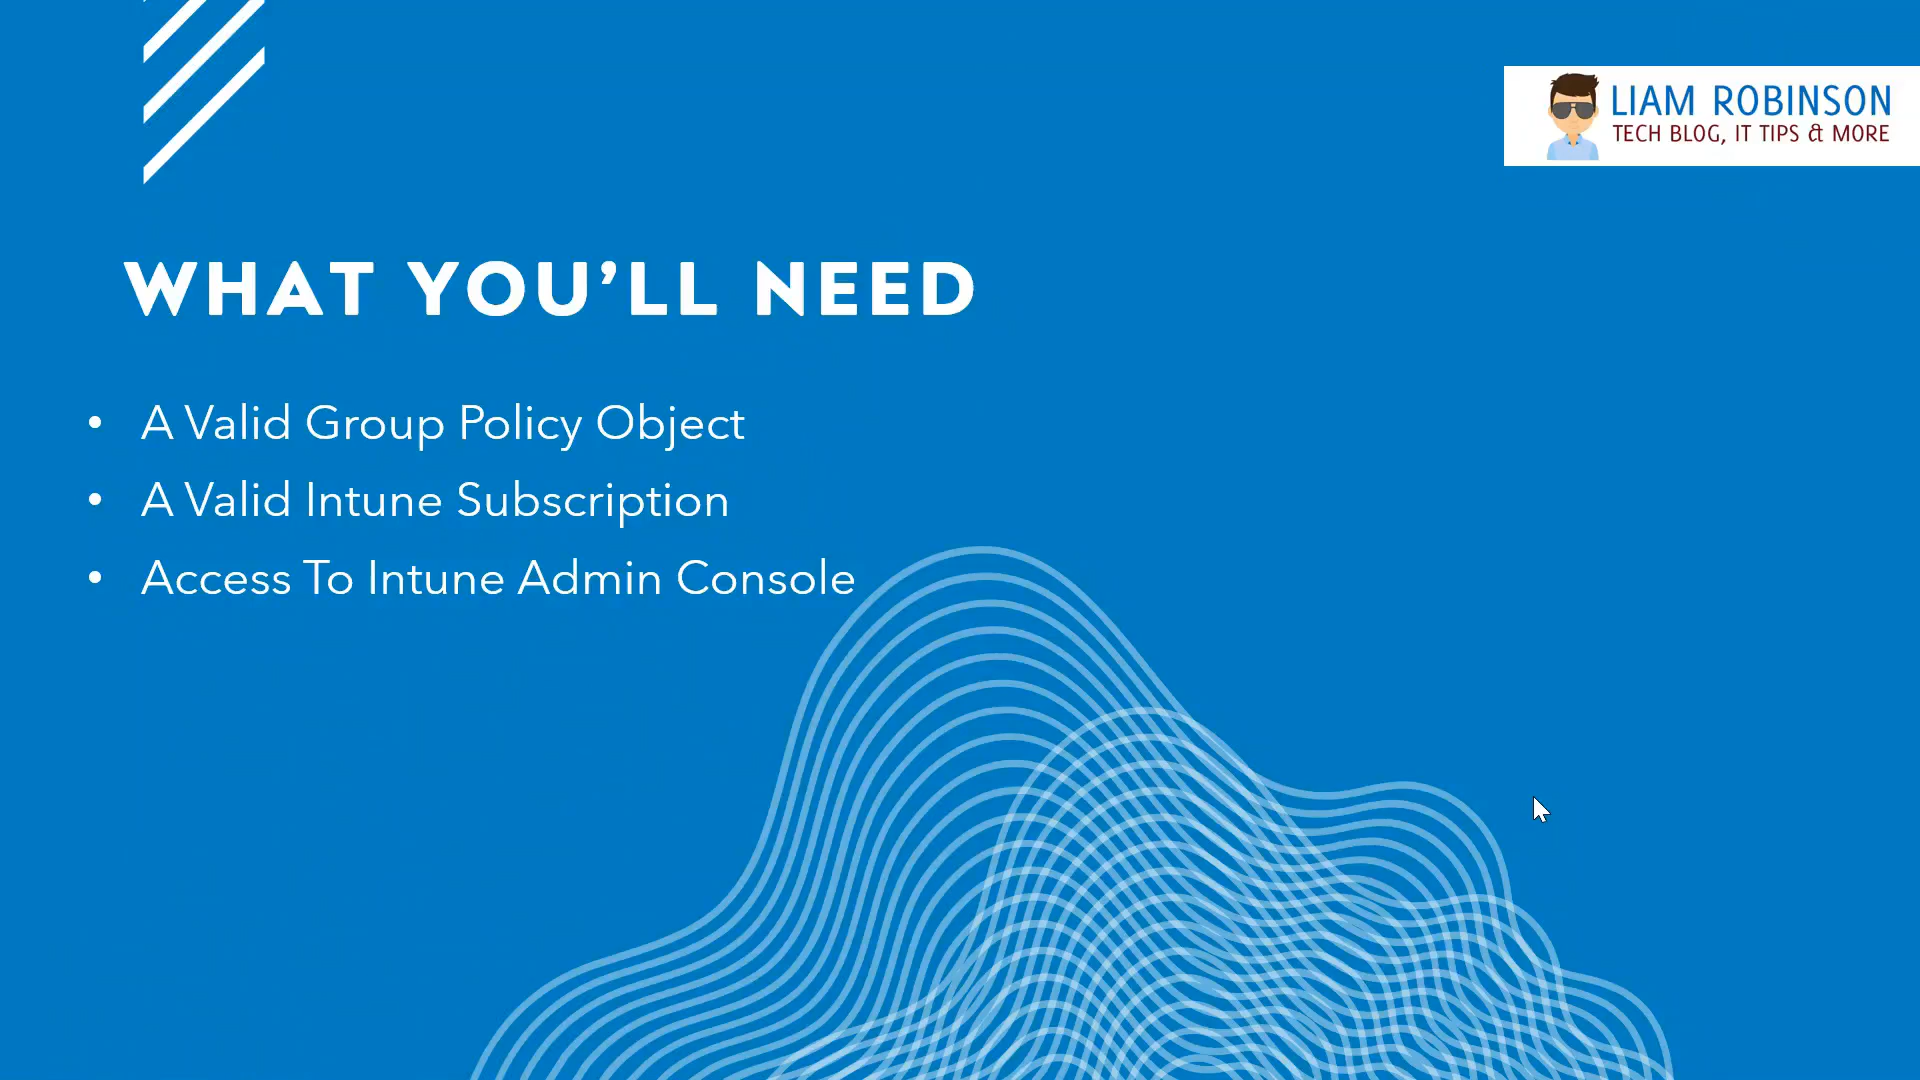 LIAM ROBINSON
TECH BLOG, IT TIPS & MORE
WHAT YOU’LL NEED
• A Valid Group Policy Object
• A Valid Intune Subscription
• Access To Intune Admin Console